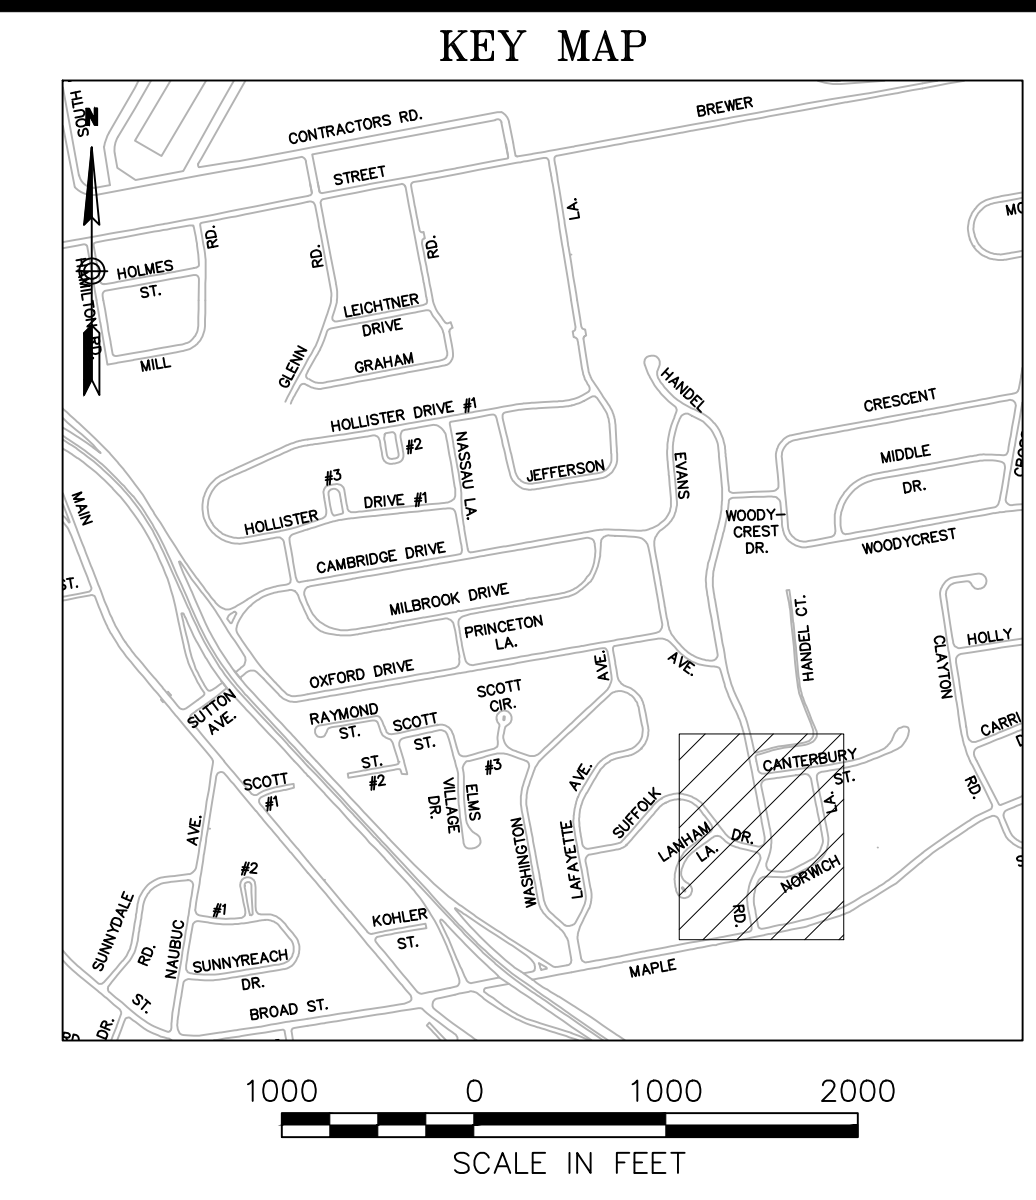 KEY MAP
SOUTH
N
CONTRACTORS RD.
BREWER
STREET
LA.
RD.
RD.
RD.
HOLMES
ST.
HAMILTON RD.
MILL
LEICHTNER
DRIVE
GRAHAM
GLENN
HANDEL
CRESCENT
HOLLISTER DRIVE #1
#2
NASSAU LA.
JEFFERSON
EVANS
MIDDLE
DR.
#3
DRIVE #1
HOLLISTER
MAIN
ST.
WOODY-
CREST
DR.
WOODYCREST
CAMBRIDGE DRIVE
MILBROOK DRIVE
PRINCETON
LA.
HANDEL CT.
CLAYTON
HOLLY
OXFORD DRIVE
AVE.
AVE.
SUTTON
AVE.
RAYMOND
ST.
SCOTT
ST.
SCOTT
CIR.
ST.
#2
#3
ELMS
VILLAGE
DR.
SCOTT
#1
AVE.
AVE.
SUFFOLK
CANTERBURY
ST.
LA.
RD.
LANHAM
LA.
DR.
NORWICH
RD.
WASHINGTON
LAFAYETTE
#2
#1
SUNNYDALE
RD.
NAUBUC
SUNNYREACH
DR.
KOHLER
ST.
MAPLE
ST.
DR.
BROAD ST.
1000 0 1000 2000
SCALE IN FEET